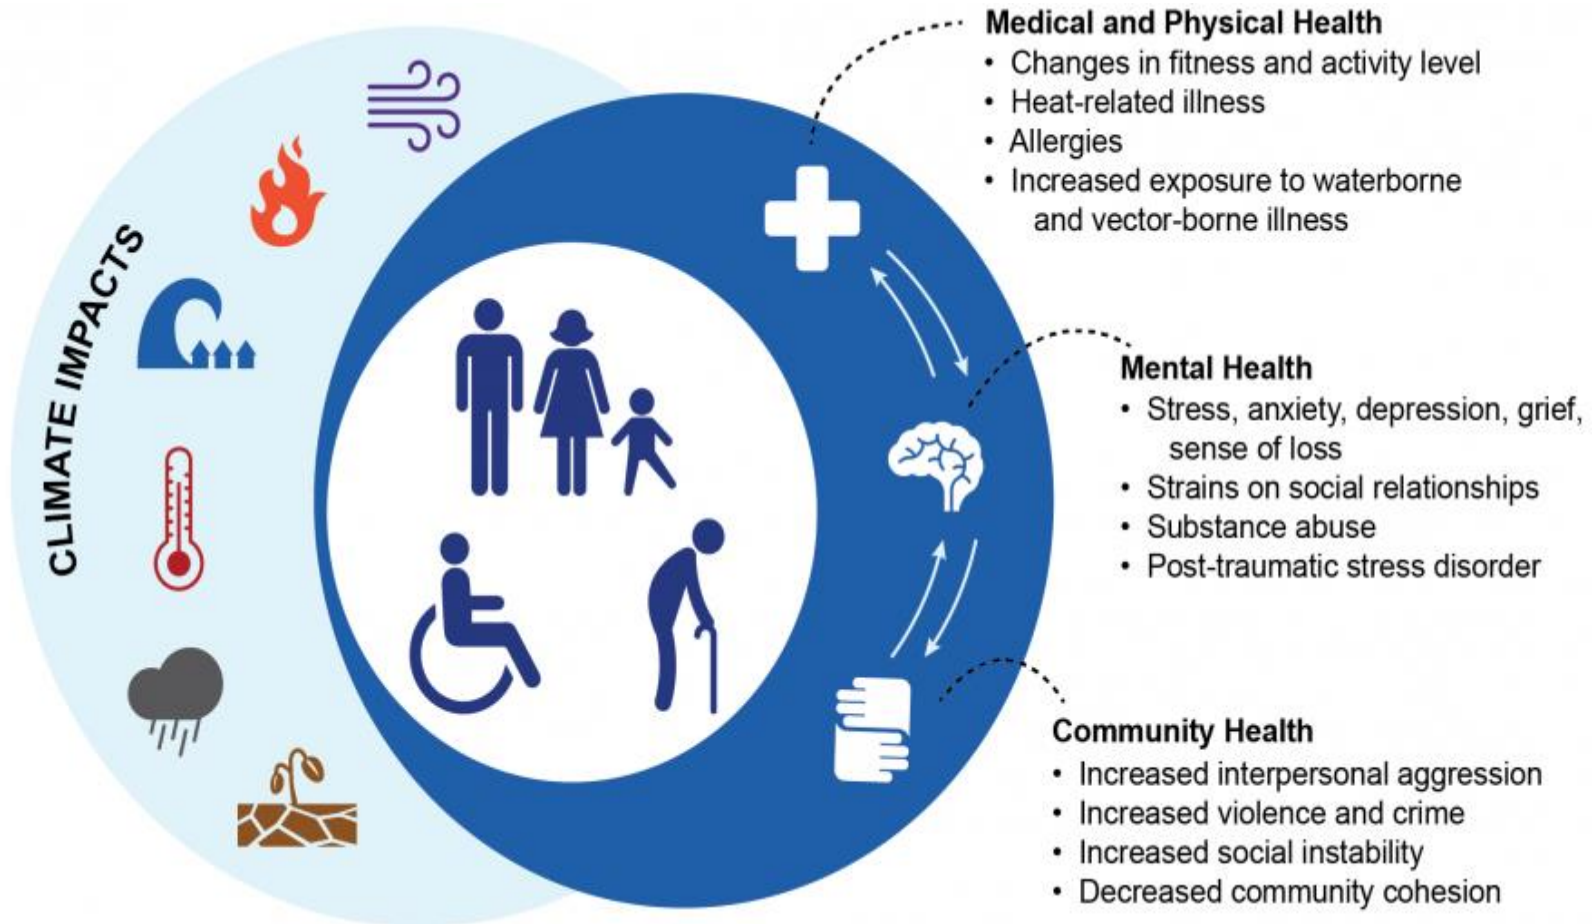 CLIMATE IMPACTS
Medical and Physical Health
• Changes in fitness and activity level
• Heat-related illness
• Allergies
• Increased exposure to waterborne
and vector-borne illness
Mental Health
• Stress, anxiety, depression, grief,
sense of loss
• Strains on social relationships
• Substance abuse
• Post-traumatic stress disorder
Community Health
• Increased interpersonal aggression
• Increased violence and crime
• Increased social instability
• Decreased community cohesion